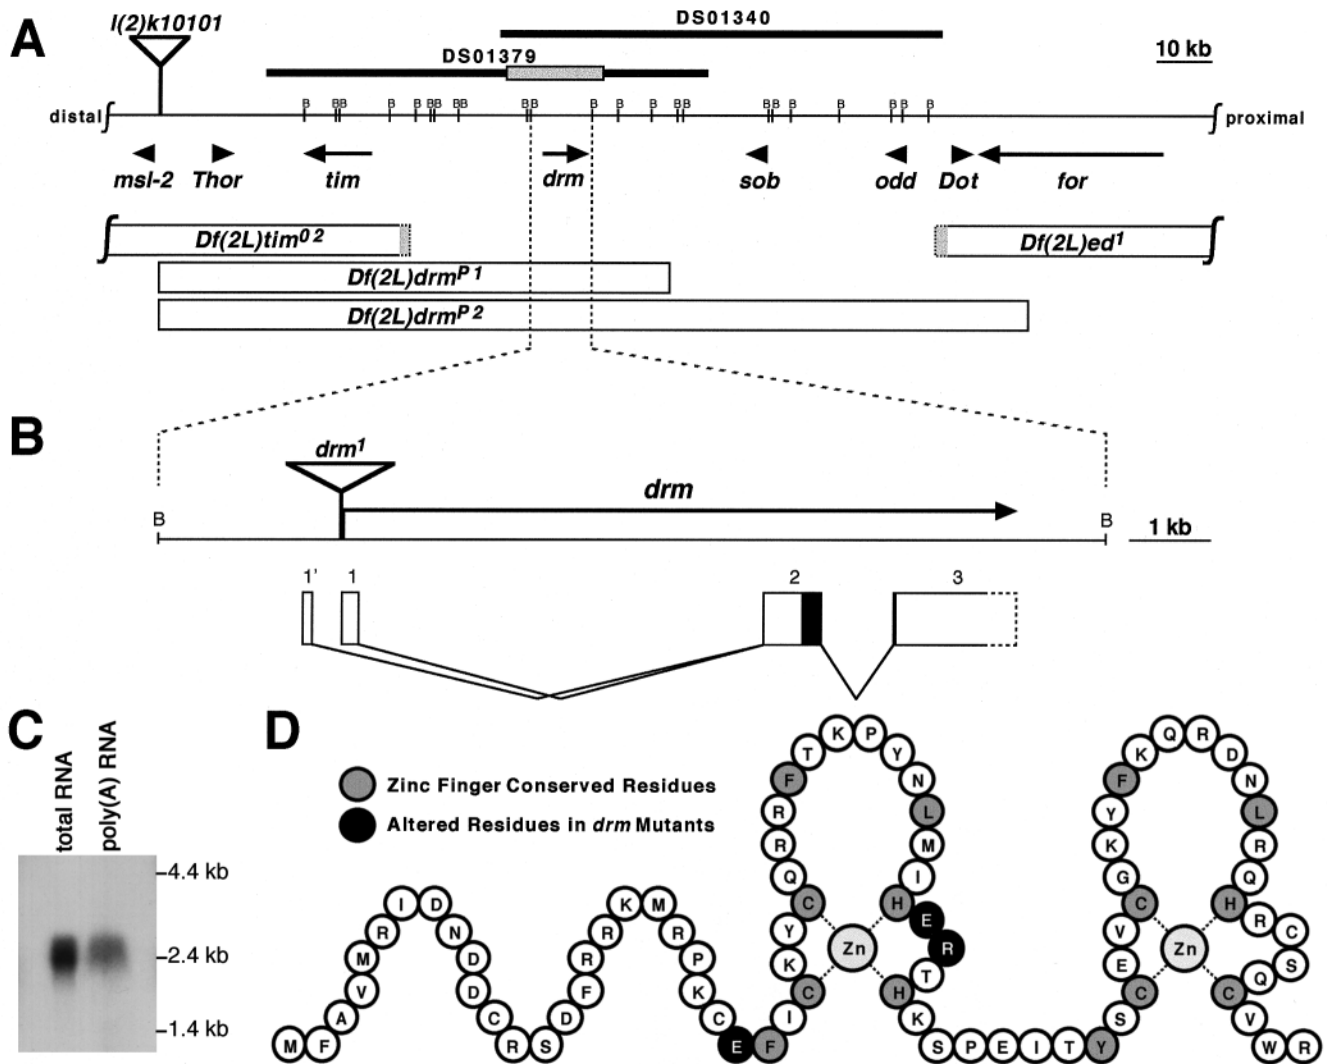 A
l(2)k10101
DS01340
DS01379
10 kb
distal
B BB B B BB BB BB B B B BB BB B B B B B
proximal
msl-2 Thor tim drm sob odd Dot for
Df(2L)tim02
Df(2L)ed1
Df(2L)drmP1
Df(2L)drmP2
B
drm1
drm
B
B
1 kb
1' 1 2 3
C
total RNA
poly(A) RNA
4.4 kb
2.4 kb
1.4 kb
D
Zinc Finger Conserved Residues
Altered Residues in drm Mutants
M F A V M R I D N D D C R S D F R R K M R P K C E F I C K Y C Q R R F T K P Y N L M I H E R T H K S P E I T Y S C E V C G K Y F K Q R D N L R Q H R C S Q C V W R
Zn
Zn